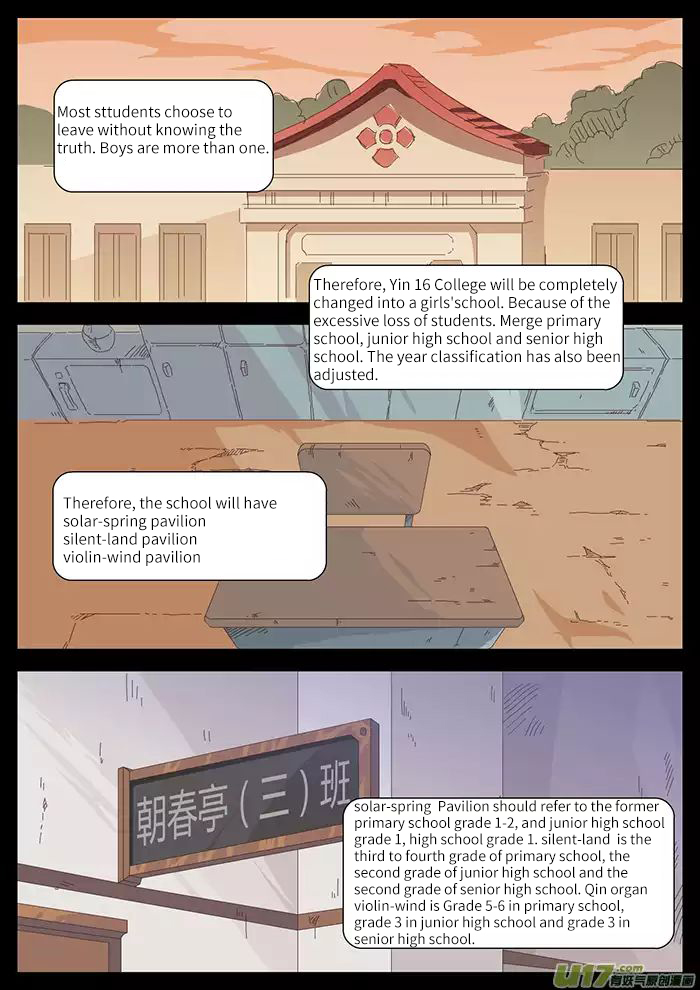 Most sttudents choose to
leave without knowing the
truth. Boys are more than one.
Therefore, Yin 16 College will be completely
changed into a girls'school. Because of the
excessive loss of students. Merge primary
school, junior high school and senior high
school. The year classification has also been
adjusted.
Therefore, the school will have
solar-spring pavilion
silent-land pavilion
violin-wind pavilion
朝春亭(三)班
solar-spring Pavilion should refer to the former
primary school grade 1-2, and junior high school
grade 1, high school grade 1. silent-land is the
third to fourth grade of primary school, the
second grade of junior high school and the
second grade of senior high school. Qin organ
violin-wind is Grade 5-6 in primary school,
grade 3 in junior high school and grade 3 in
senior high school.
U17.com
有妖气原创漫画